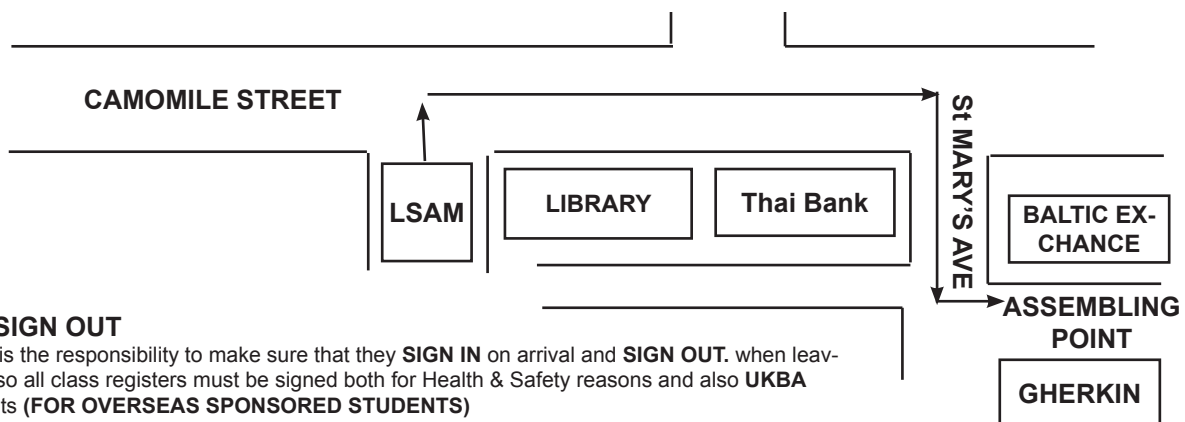 CAMOMILE STREET
St MARY'S AVE
LSAM
LIBRARY
Thai Bank
BALTIC EX-
CHANCE
ASSEMBLING
POINT
GHERKIN
SIGN OUT
is the responsibility to make sure that they SIGN IN on arrival and SIGN OUT. when leav-
so all class registers must be signed both for Health & Safety reasons and also UKBA
ts (FOR OVERSEAS SPONSORED STUDENTS)